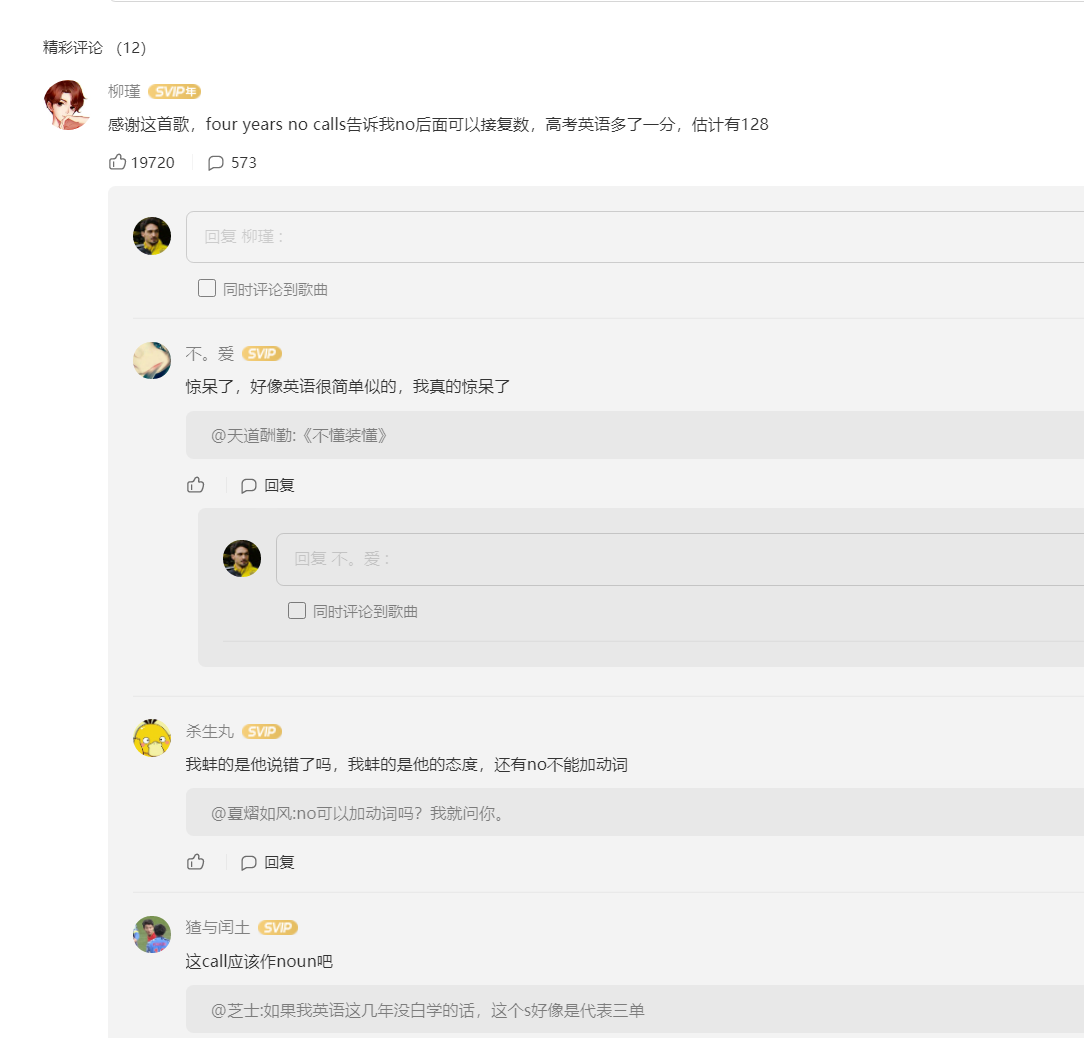 精彩评论 (12)
柳瑾 SVIP年
感谢这首歌，four years no calls告诉我no后面可以接复数，高考英语多了一分，估计有128
19720 573
回复 柳瑾：
同时评论到歌曲
不。爱 SVIP
惊呆了，好像英语很简单似的，我真的惊呆了
@天道酬勤:《不懂装懂》
回复
回复 不。爱：
同时评论到歌曲
杀生丸 SVIP
我蚌的是他说错了吗，我蚌的是他的态度，还有no不能加动词
@夏熠如风:no可以加动词吗？我就问你。
回复
猹与闰土 SVIP
这call应该作noun吧
@芝士:如果我英语这几年没白学的话，这个s好像是代表三单